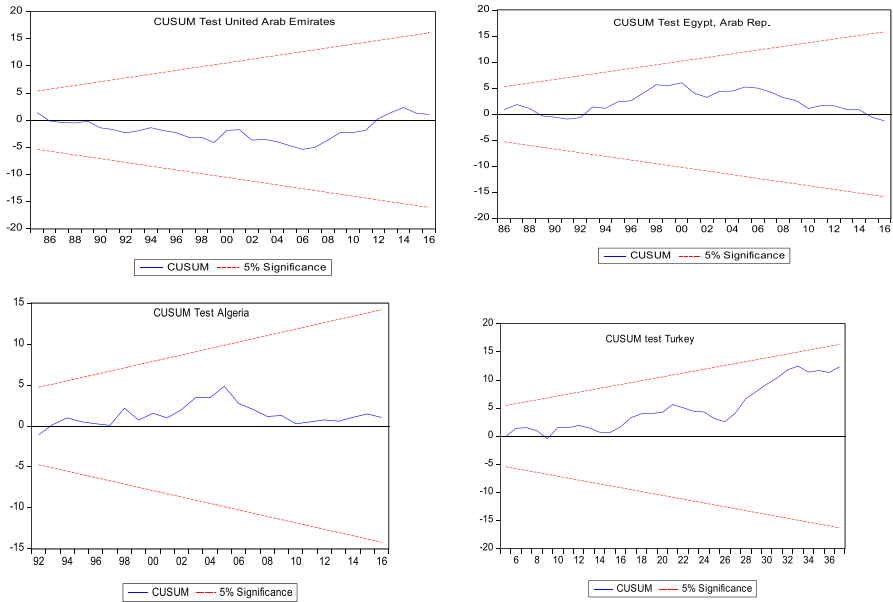 CUSUM Test United Arab Emirates
20
15
10
5
0
-5
-10
-15
-20
86 88 90 92 94 96 98 00 02 04 06 08 10 12 14 16
CUSUM 5% Significance
CUSUM Test Egypt, Arab Rep.
20
15
10
5
0
-5
-10
-15
-20
86 88 90 92 94 96 98 00 02 04 06 08 10 12 14 16
CUSUM 5% Significance
CUSUM Test Algeria
15
10
5
0
-5
-10
-15
92 94 96 98 00 02 04 06 08 10 12 14 16
CUSUM 5% Significance
CUSUM test Turkey
20
15
10
5
0
-5
-10
-15
-20
6 8 10 12 14 16 18 20 22 24 26 28 30 32 34 36
CUSUM 5% Significance